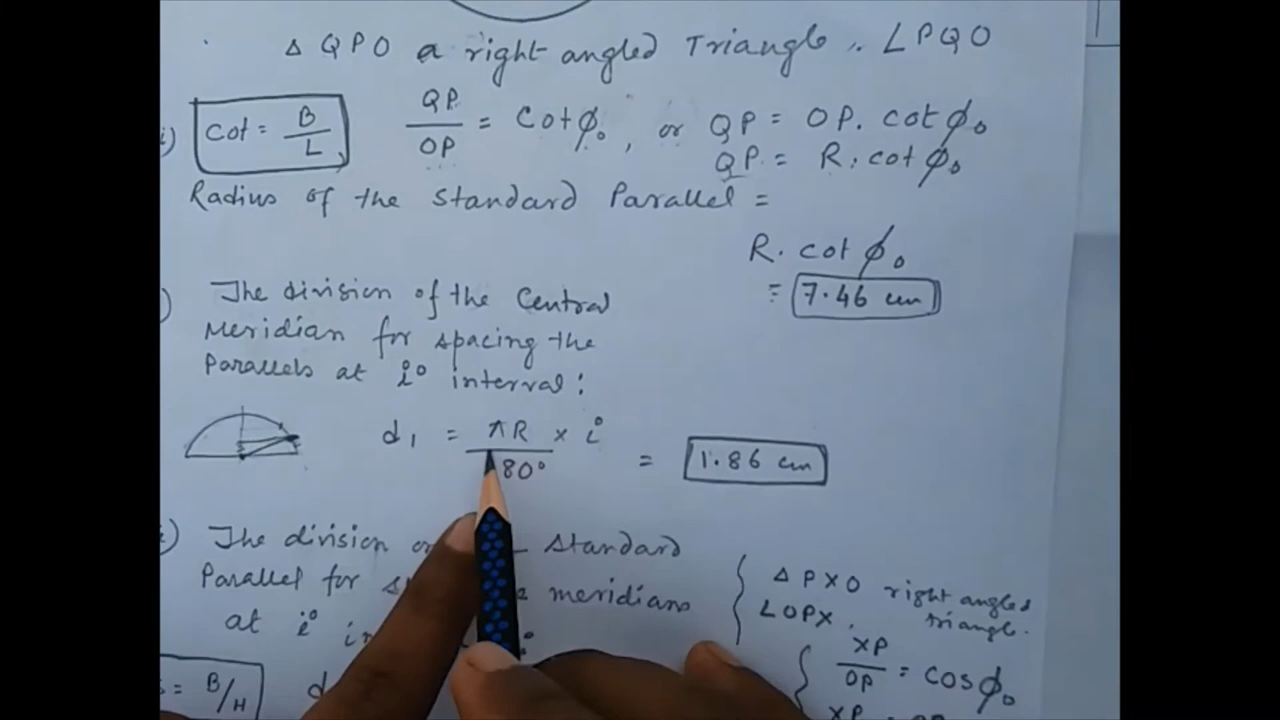 Δ QPO a right angled Triangle ∴ ∠PQO
i) Cot = B/L QP/OP = Cot ϕ₀, or QP = OP. cot ϕ₀
QP = R. cot ϕ₀
Radius of the Standard Parallel =
R. cot ϕ₀
= 7.46 cm
) The division of the Central
Meridian for spacing the
Parallels at i° interval:
d₁ = πR/180° × i° = 1.86 cm
) The division Standard
Parallel for meridians
at i°
Δ PXO right angled
∠OPX. triangle.
XP/OP = cos ϕ₀
= B/H
XP =